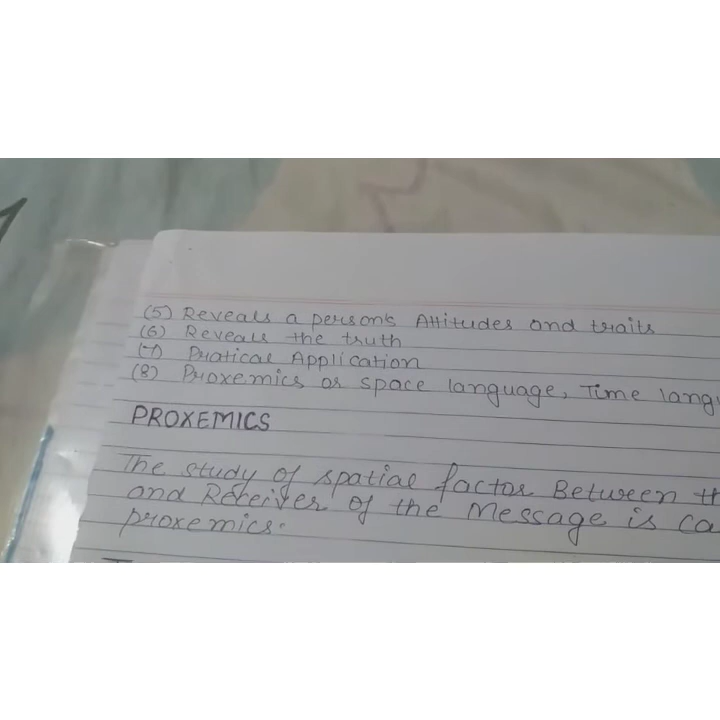 (5) Reveals a person's Attitudes and traits
(6) Reveals the truth
(7) Pratical Application
(8) Proxemics or space language, Time lang
PROXEMICS
The study of spatial factor Between th
and Receiver of the Message is ca
proxemics.